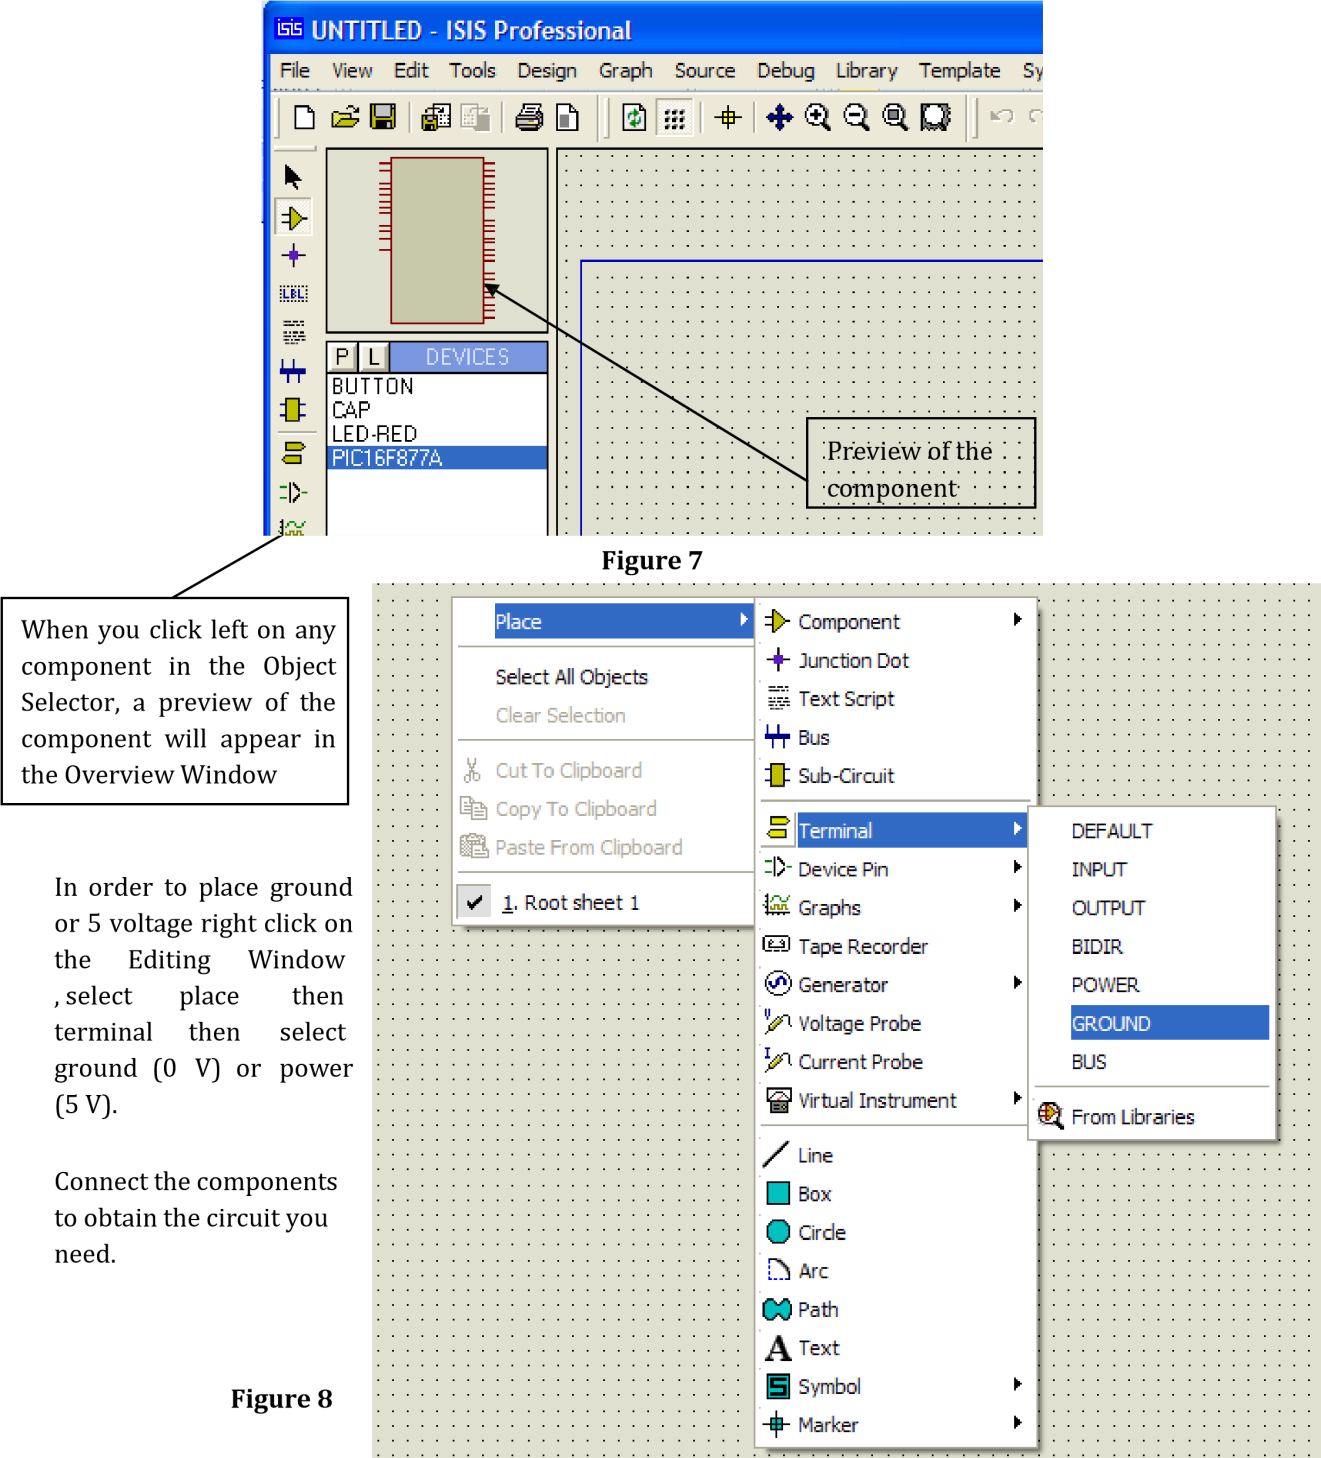 isis UNTITLED - ISIS Professional
File View Edit Tools Design Graph Source Debug Library Template Sy
LBL
P L DEVICES
BUTTON
CAP
LED-RED
PIC16F877A
Preview of the
component
Figure 7
When you click left on any
component in the Object
Selector, a preview of the
component will appear in
the Overview Window
In order to place ground
or 5 voltage right click on
the Editing Window
, select place then
terminal then select
ground (0 V) or power
(5 V).
Connect the components
to obtain the circuit you
need.
Figure 8
Place
Select All Objects
Clear Selection
Cut To Clipboard
Copy To Clipboard
Paste From Clipboard
1. Root sheet 1
Component
Junction Dot
Text Script
Bus
Sub-Circuit
Terminal
Device Pin
Graphs
Tape Recorder
Generator
Voltage Probe
Current Probe
Virtual Instrument
Line
Box
Circle
Arc
Path
Text
Symbol
Marker
DEFAULT
INPUT
OUTPUT
BIDIR
POWER
GROUND
BUS
From Libraries